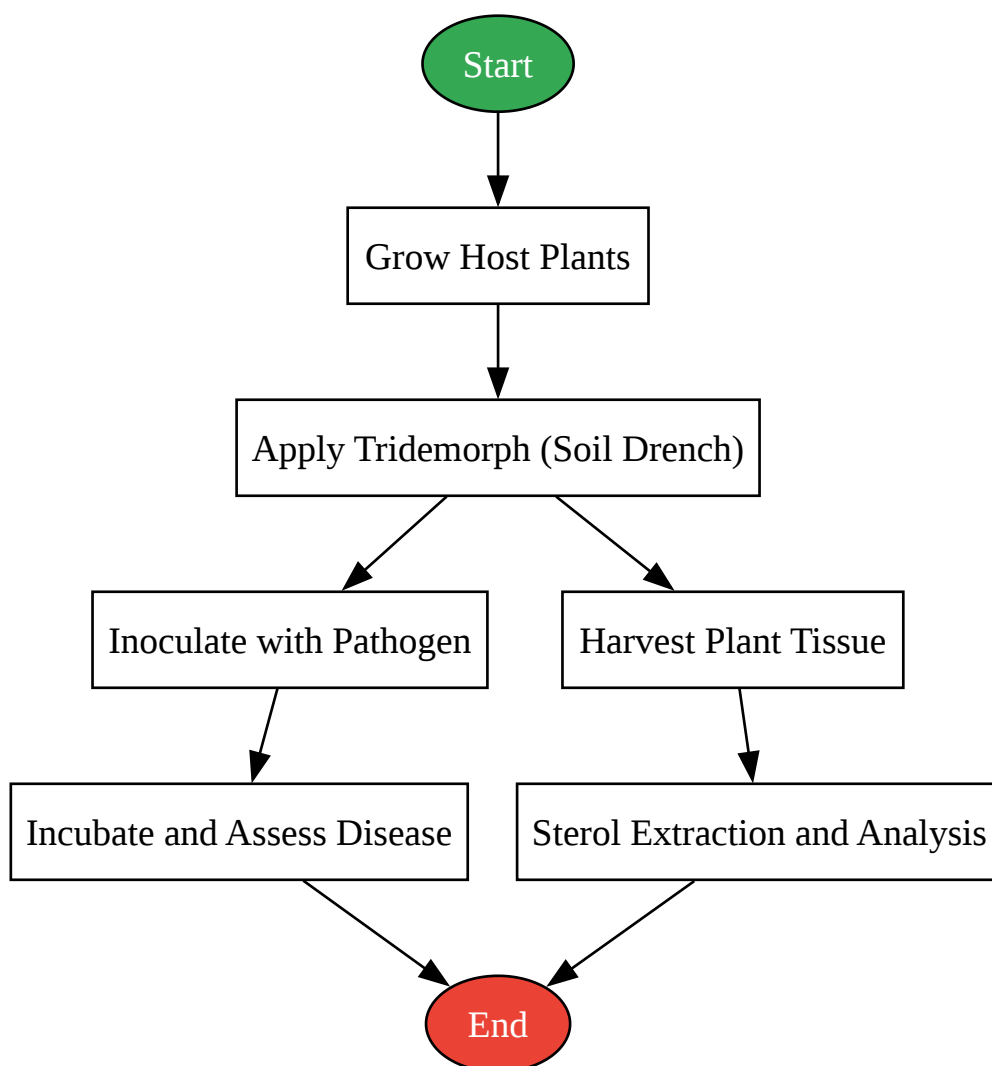 Start
Grow Host Plants
Apply Tridemorph (Soil Drench)
Inoculate with Pathogen
Harvest Plant Tissue
Incubate and Assess Disease
Sterol Extraction and Analysis
End